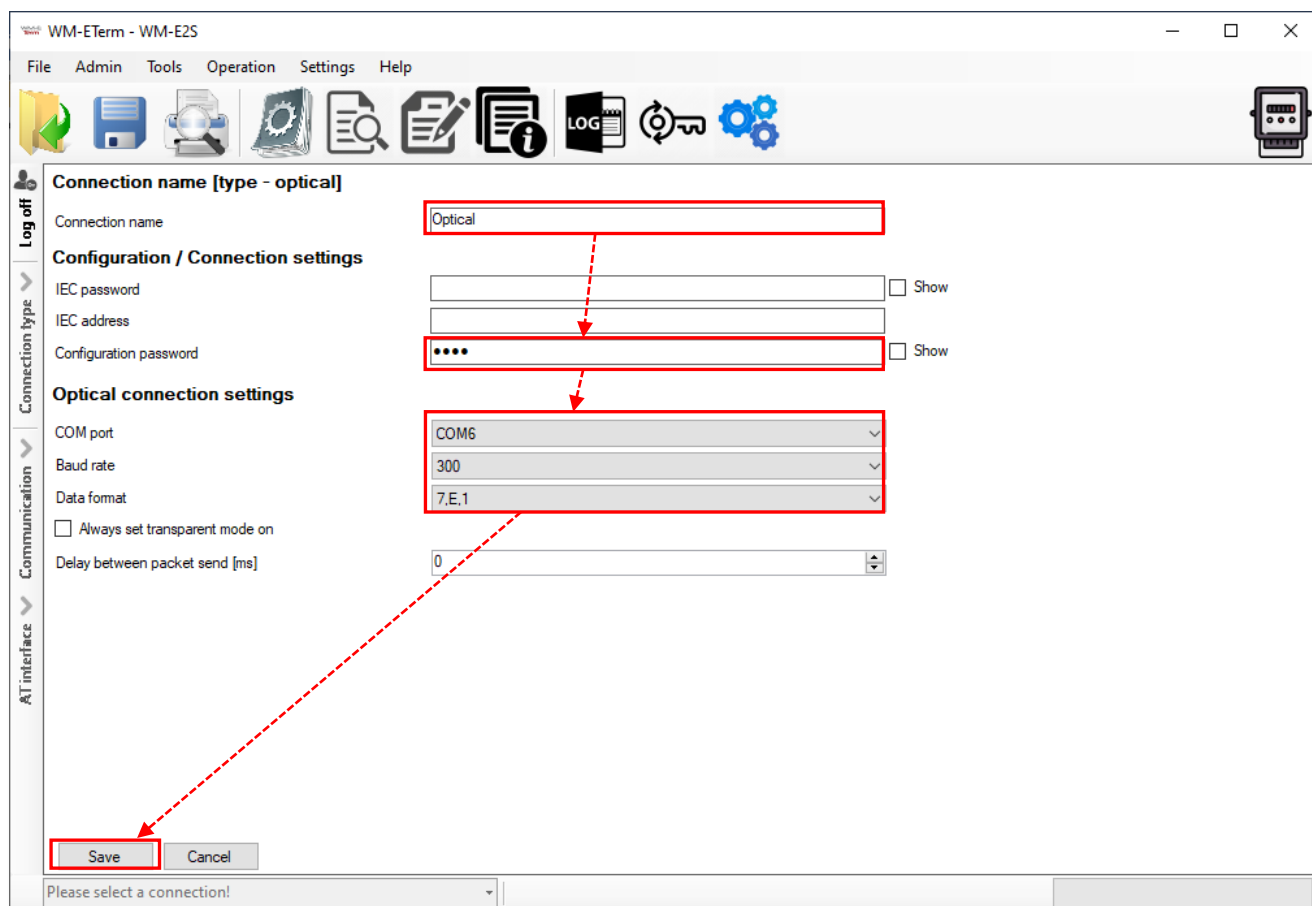 WM-ETerm - WM-E2S
File Admin Tools Operation Settings Help
LOG
Log off
Connection type
Communication
AT interface
Connection name [type - optical]
Connection name Optical
Configuration / Connection settings
IEC password Show
IEC address
Configuration password •••• Show
Optical connection settings
COM port COM6
Baud rate 300
Data format 7,E,1
Always set transparent mode on
Delay between packet send [ms] 0
Save Cancel
Please select a connection!